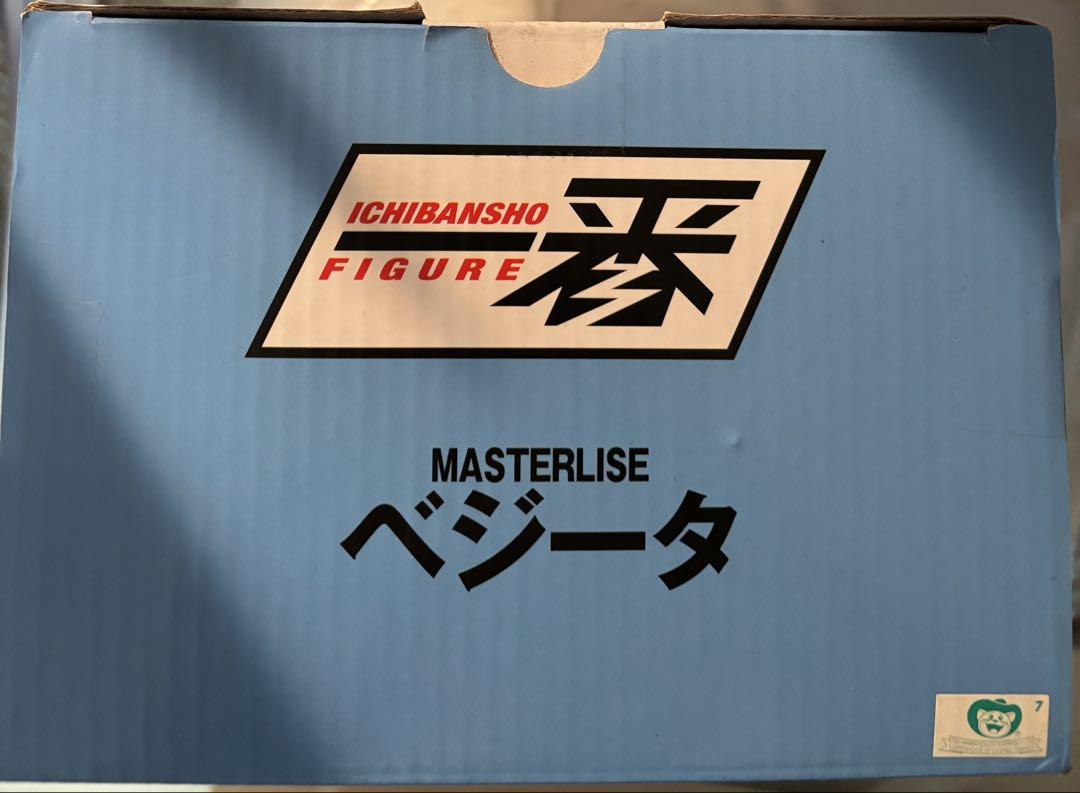 ICHIBANSHO
FIGURE
一番
MASTERLISE
ベジータ
7